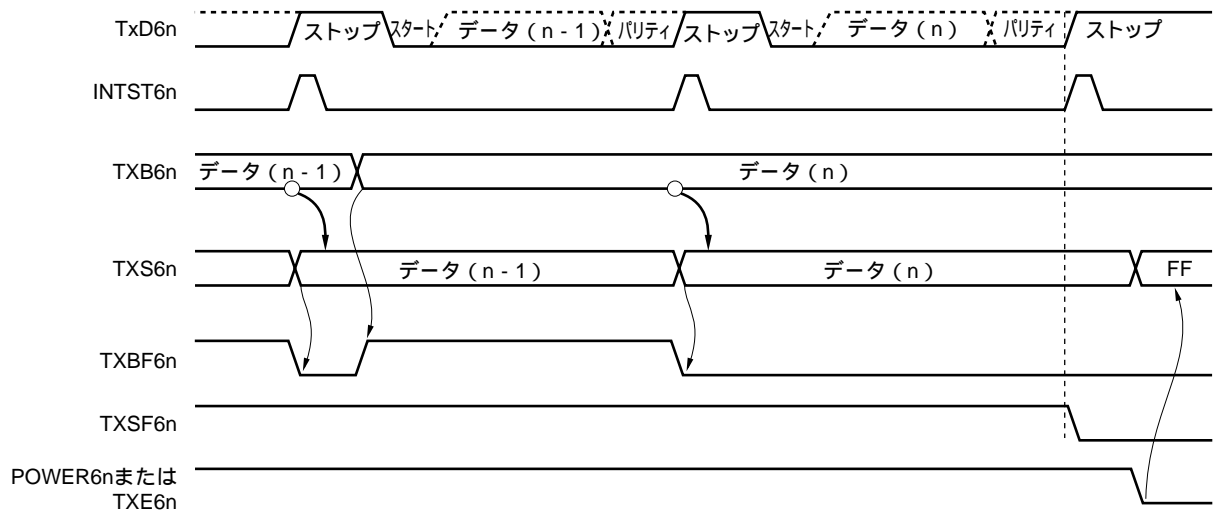 TxD6n ストップ スタート データ(n-1) パリティ ストップ スタート データ(n) パリティ ストップ
INTST6n
TXB6n データ(n-1) データ(n)
TXS6n データ(n-1) データ(n) FF
TXBF6n
TXSF6n
POWER6nまたは
TXE6n